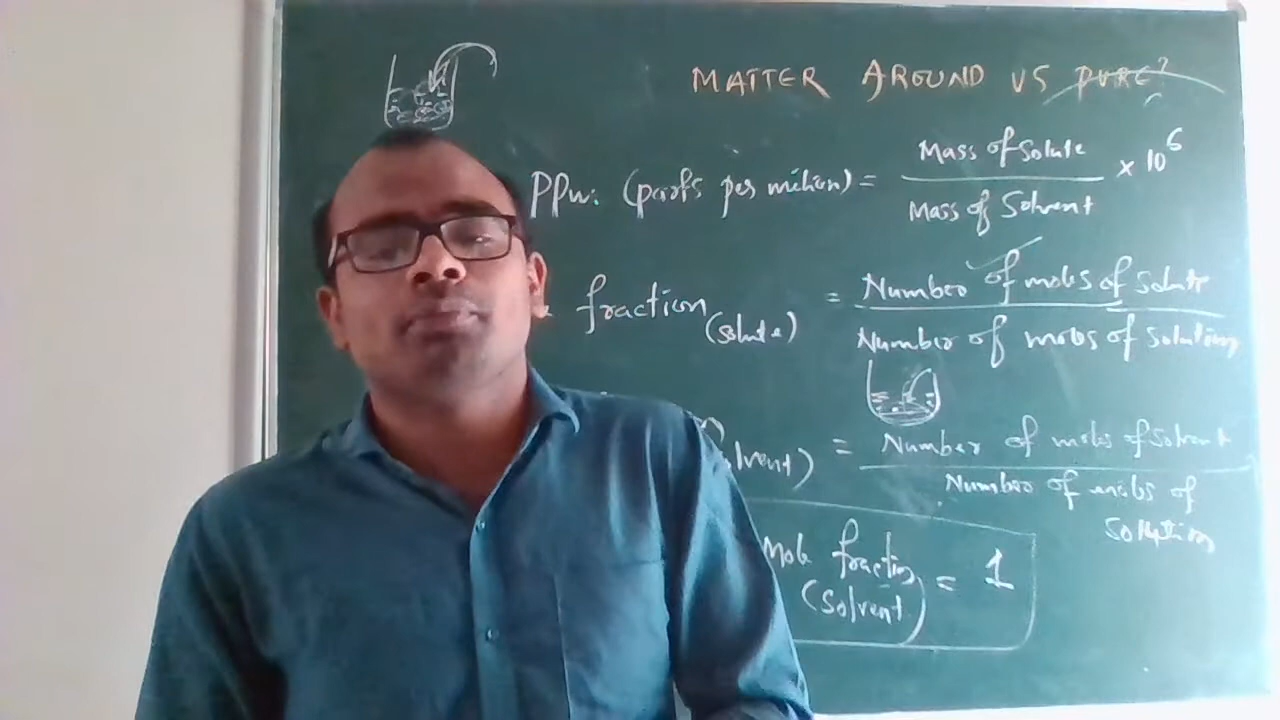 MATTER AROUND US PURE?
PPm: (parts per million) = Mass of Solute × 10⁶
Mass of Solvent
fraction (solute) = Number of moles of solute
Number of moles of solution
lvent) = Number of moles of solvent
Number of moles of
Solution
Mole fraction
(Solvent) = 1